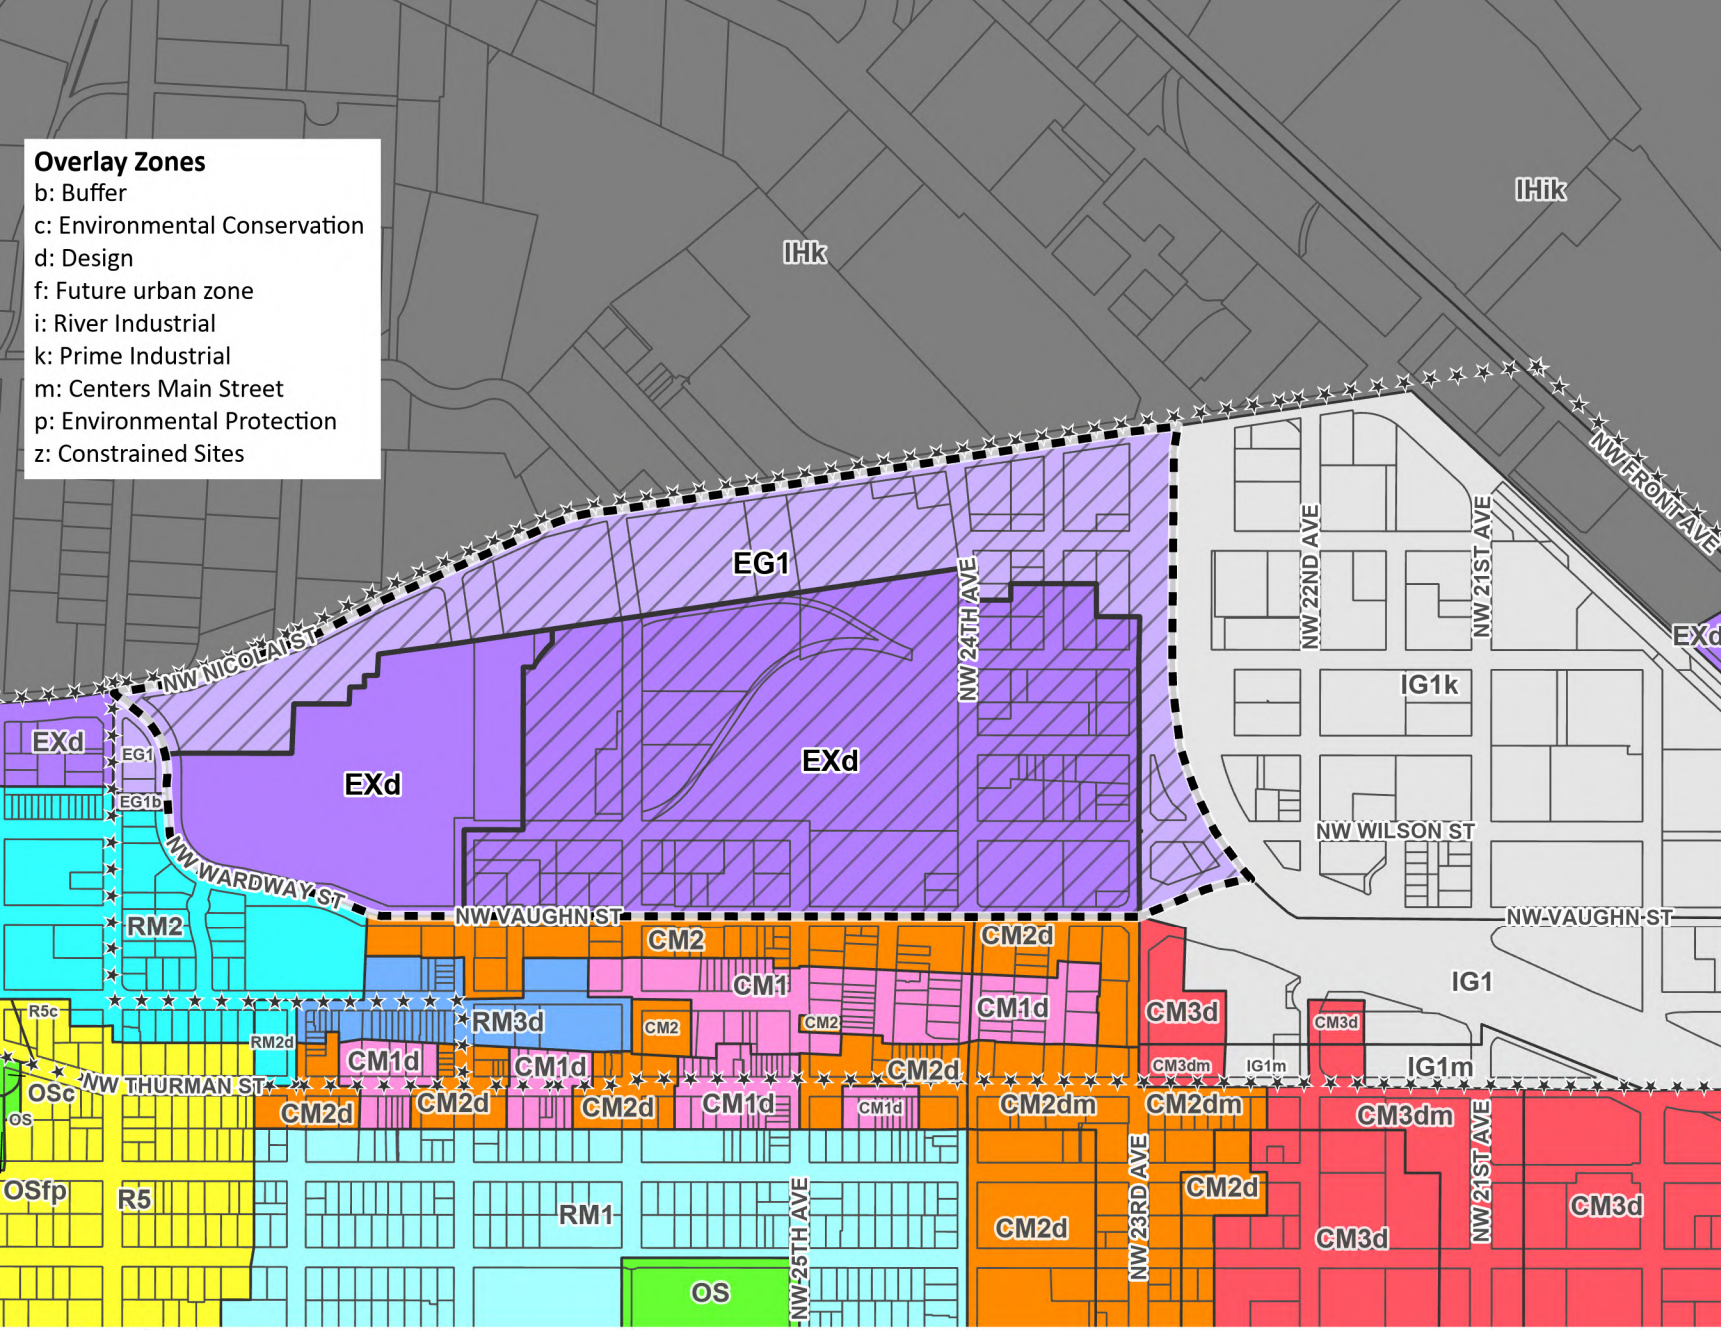 Overlay Zones
b: Buffer
c: Environmental Conservation
d: Design
f: Future urban zone
i: River Industrial
k: Prime Industrial
m: Centers Main Street
p: Environmental Protection
z: Constrained Sites
IHik
IHk
NW FRONT AVE
NW 22ND AVE
NW 21ST AVE
EG1
NW 24TH AVE
NW NICOLAI ST
EXd
IG1k
EXd
EG1
EXd
EXd
EG1b
NW WILSON ST
NW WARDWAY ST
NW VAUGHN ST
NW VAUGHN ST
RM2
CM2
CM2d
IG1
CM1
CM1d
CM3d
R5c
RM3d
CM2
CM2
CM3d
RM2d
CM1d
CM1d
CM2d
CM3dm
IG1m
IG1m
NW THURMAN ST
OSc
OS
CM2d
CM2d
CM2d
CM1d
CM1d
CM2dm
CM2dm
CM3dm
NW 21ST AVE
OSfp
R5
RM1
NW 25TH AVE
CM2d
NW 23RD AVE
CM2d
CM3d
CM3d
OS